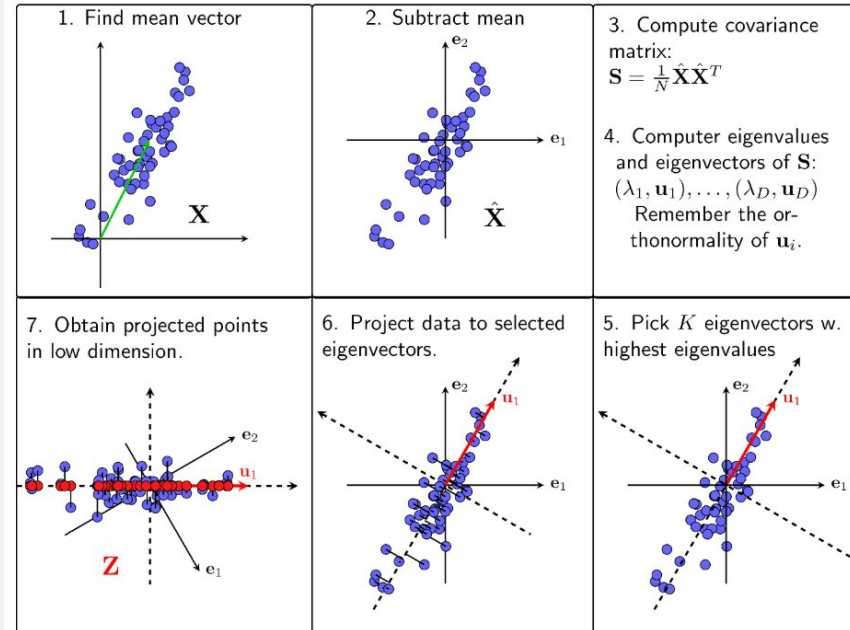 1. Find mean vector
X
2. Subtract mean
e₂
e₁
X̂
3. Compute covariance
matrix:
S = 1/N X̂X̂ᵀ
4. Computer eigenvalues
and eigenvectors of S:
(λ₁, u₁), . . . , (λD, uD)
Remember the or-
thonormality of uᵢ.
7. Obtain projected points
in low dimension.
e₂
u₁
Z
e₁
6. Project data to selected
eigenvectors.
e₂
u₁
e₁
5. Pick K eigenvectors w.
highest eigenvalues
e₂
u₁
e₁